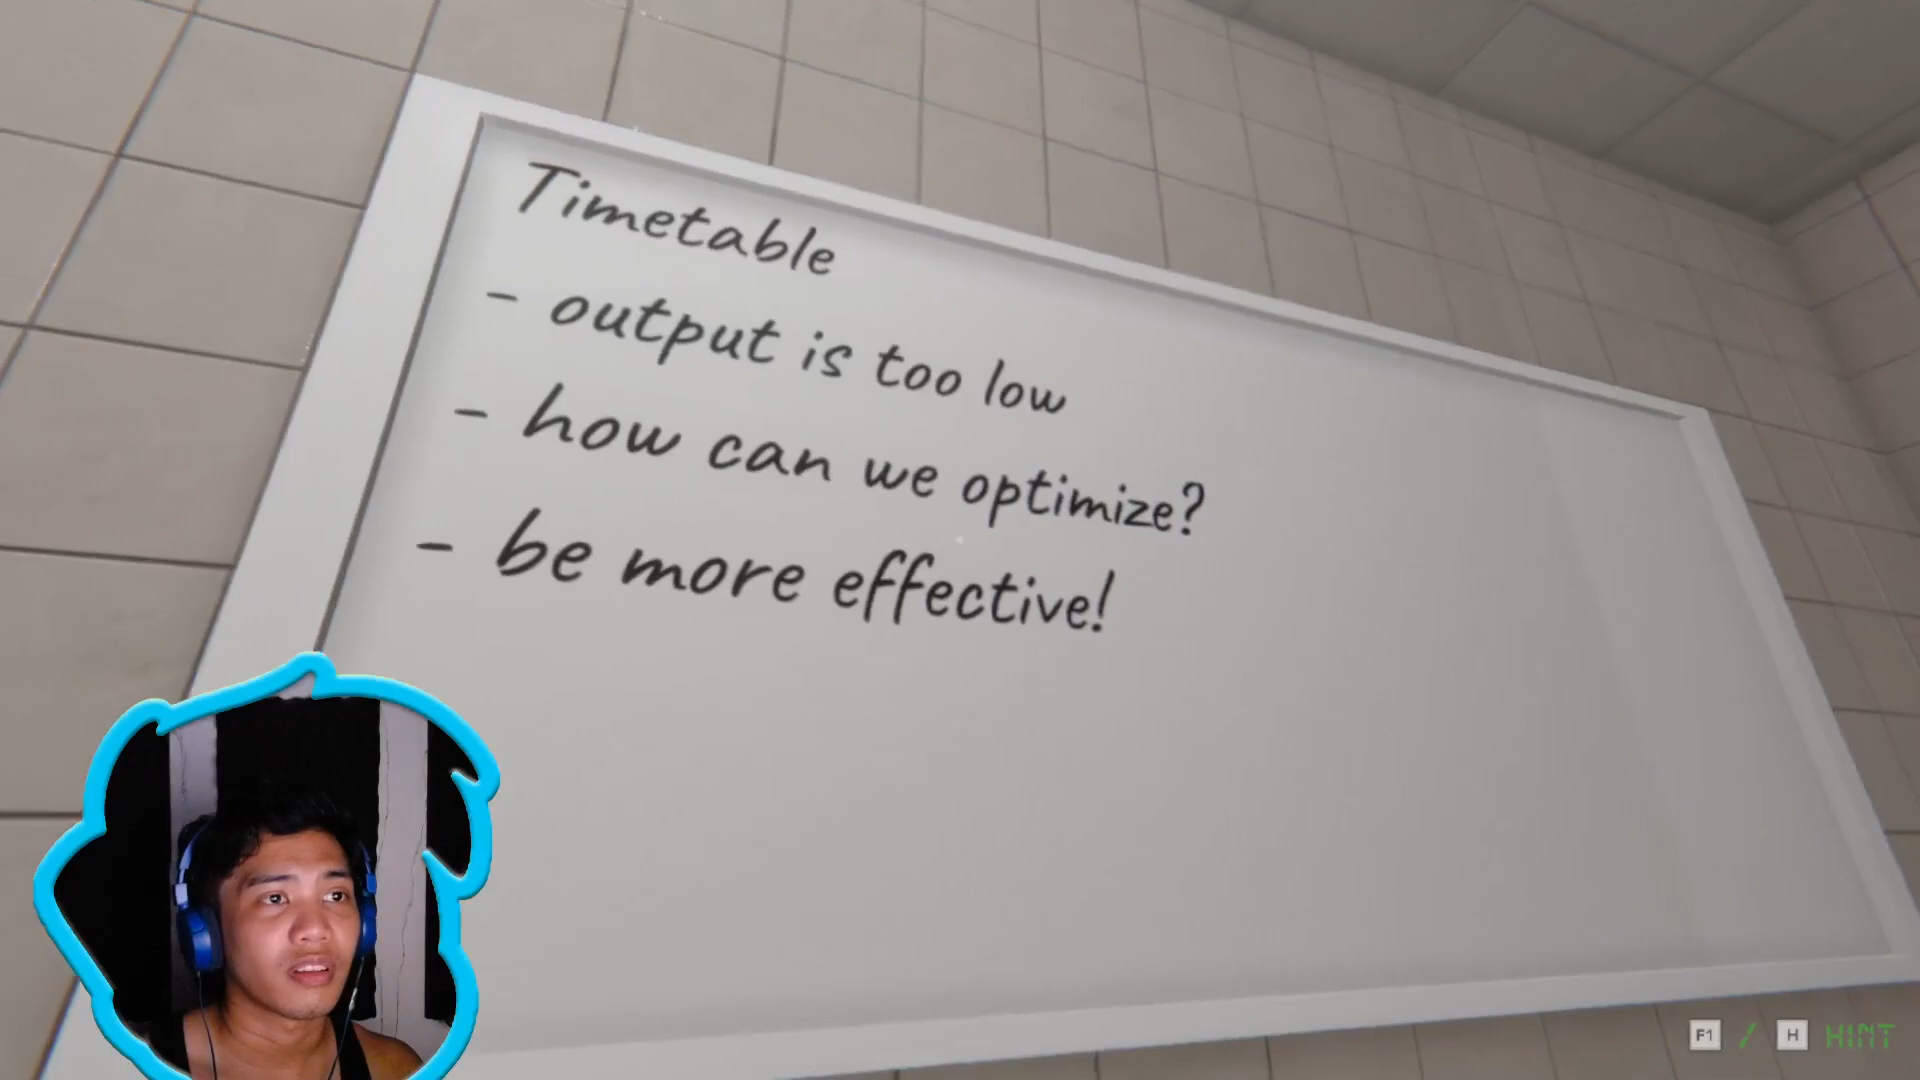 Timetable
- output is too low
- how can we optimize?
- be more effective!
F1 / H HINT